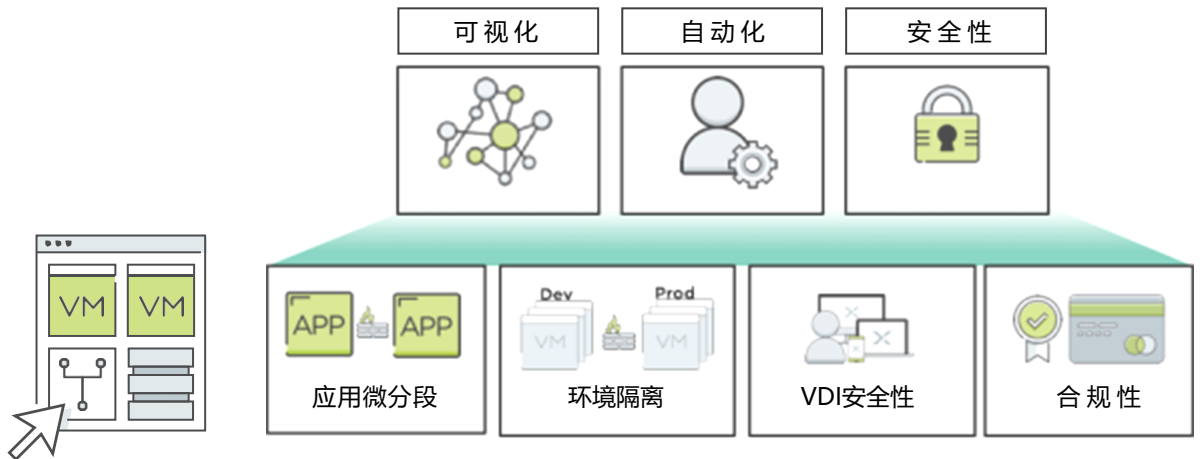 可视化
自动化
安全性
VM
VM
APP
APP
应用微分段
Dev
Prod
VM
VM
环境隔离
VDI安全性
合规性